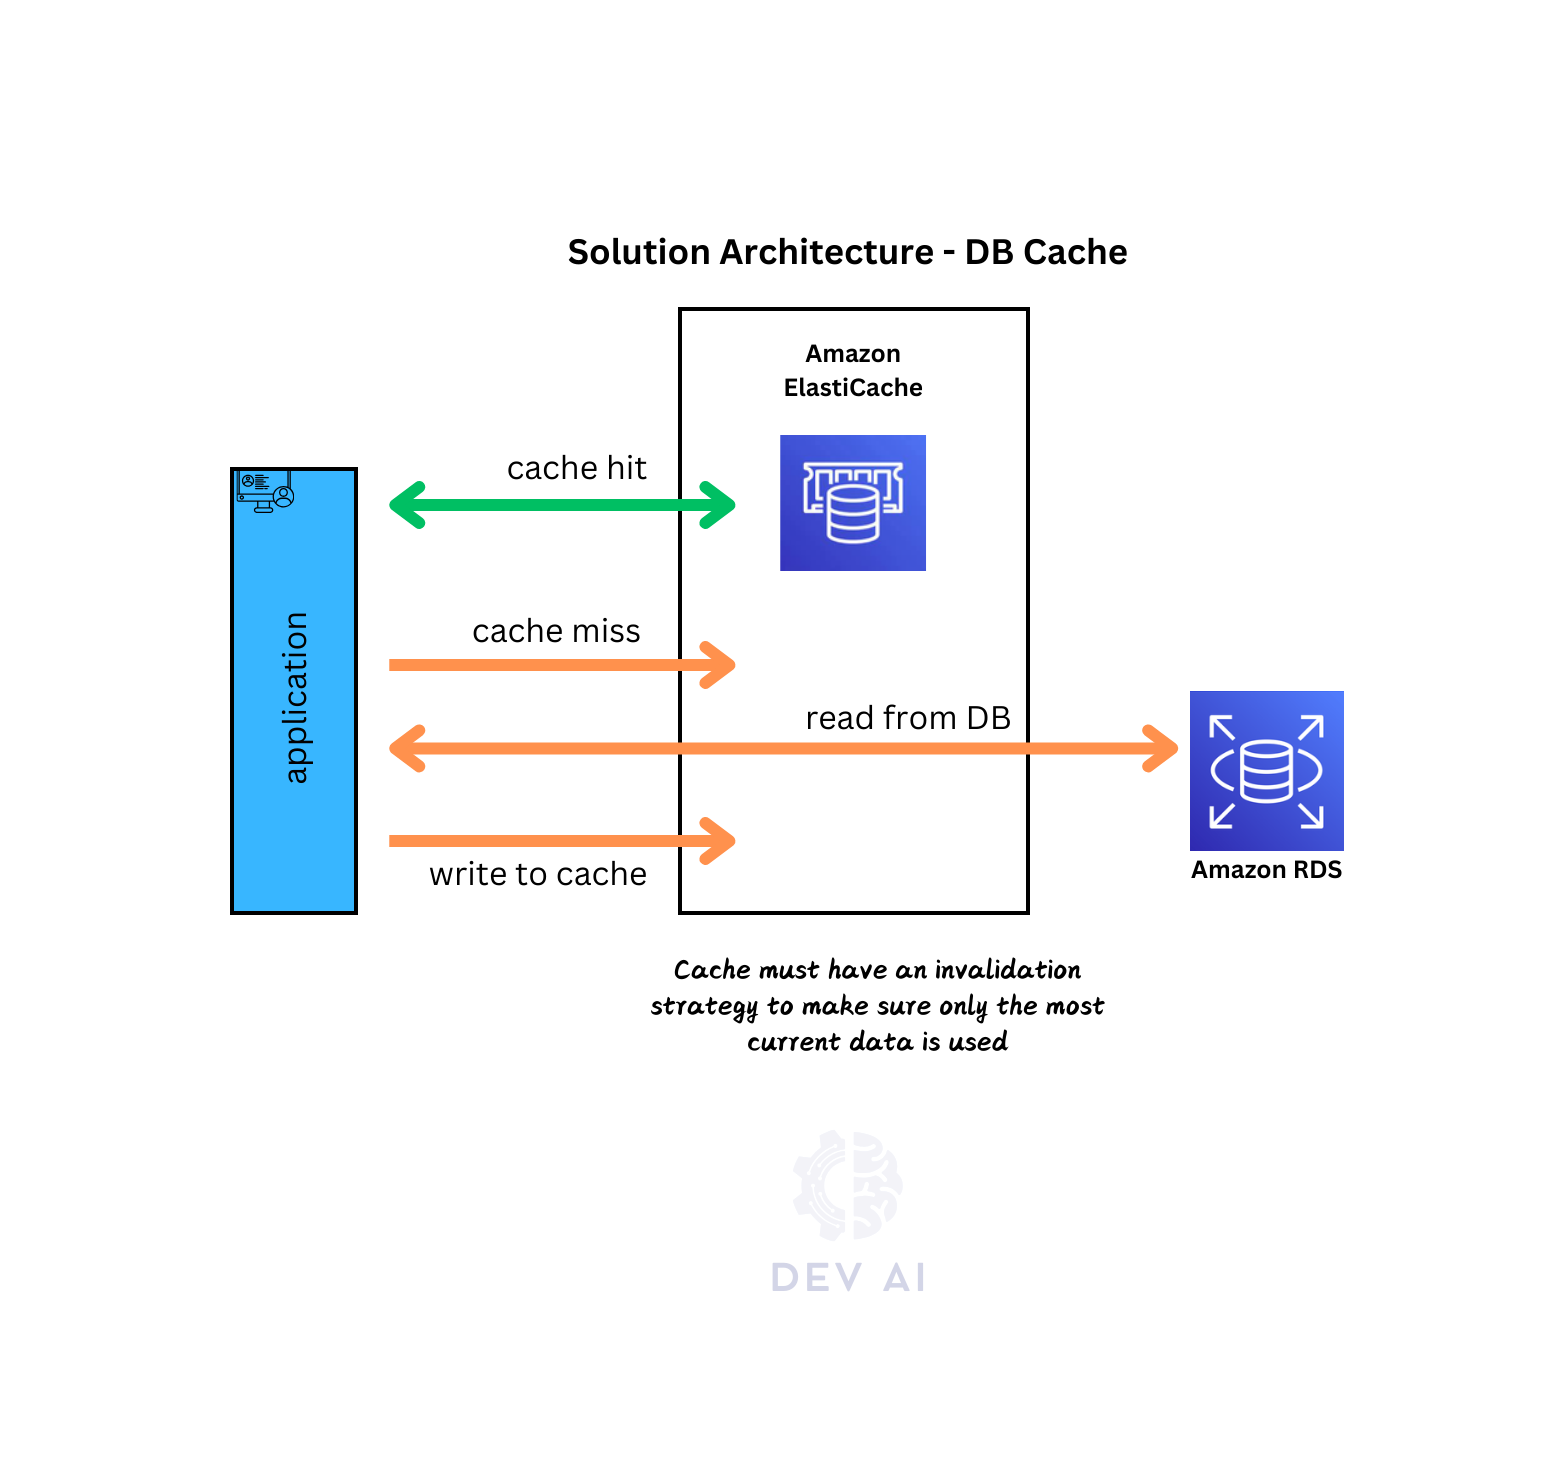 Solution Architecture - DB Cache
Amazon
ElastiCache
cache hit
cache miss
application
read from DB
write to cache
Amazon RDS
Cache must have an invalidation
strategy to make sure only the most
current data is used
DEV AI